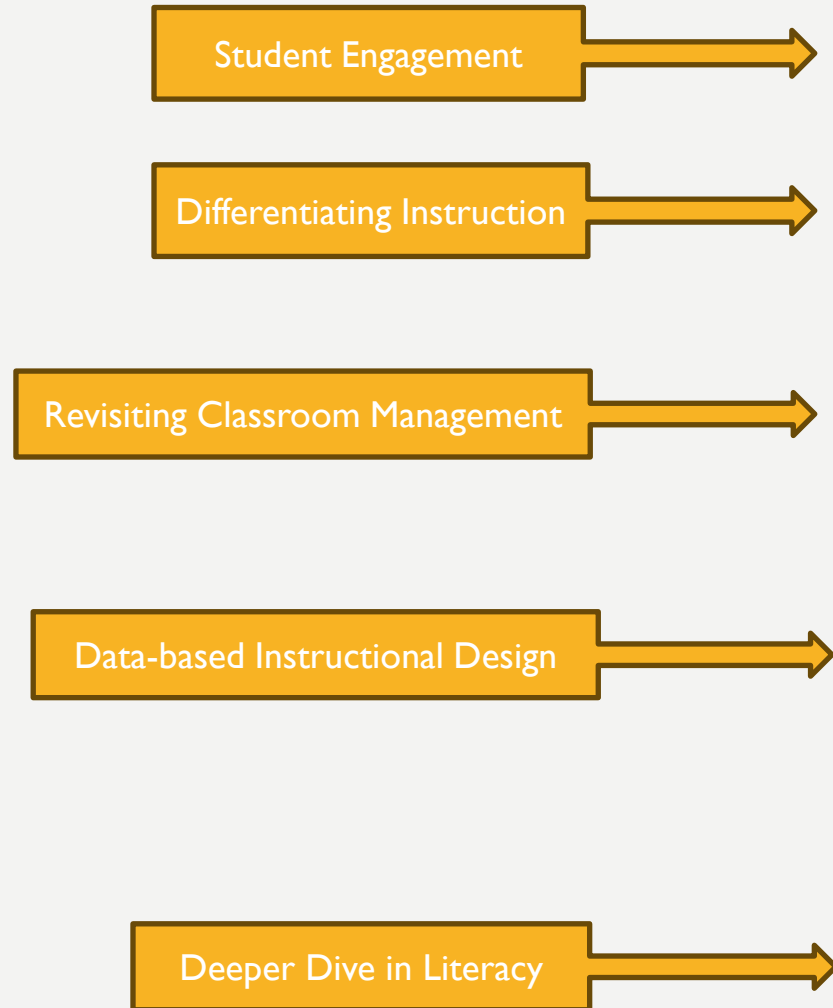 Student Engagement
Differentiating Instruction
Revisiting Classroom Management
Data-based Instructional Design
Deeper Dive in Literacy